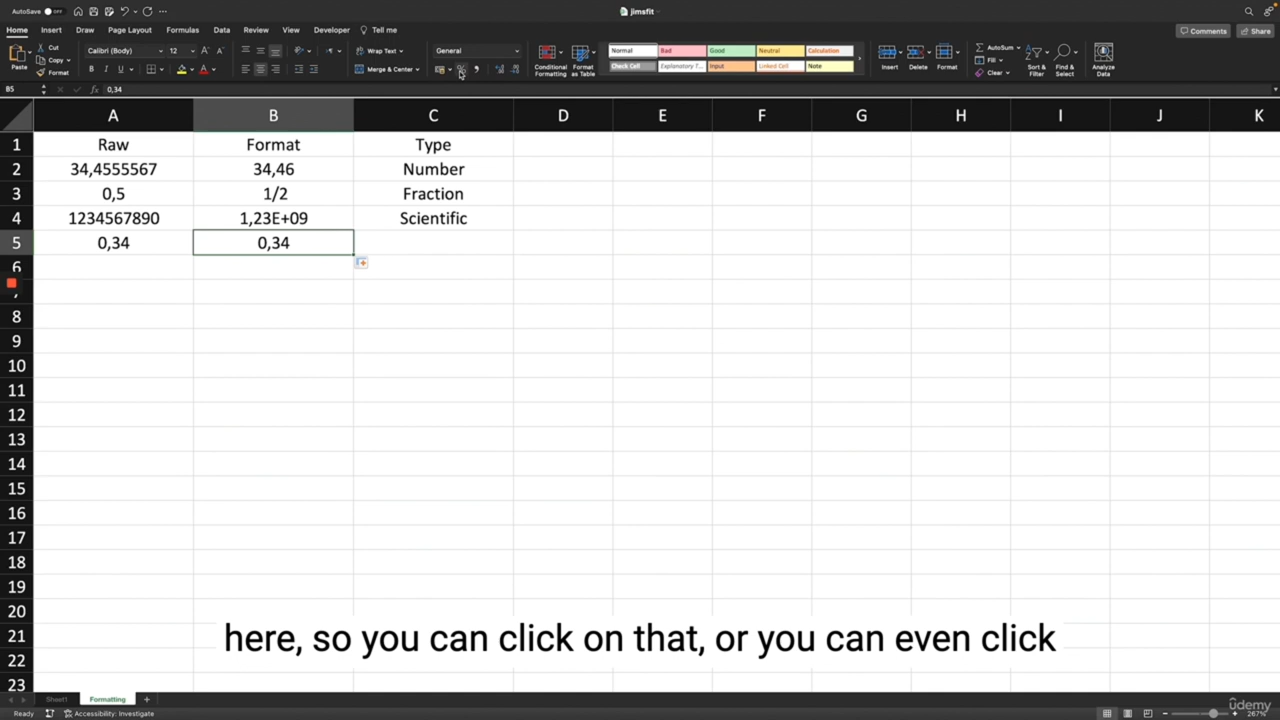 AutoSave OFF
jimsfit
Home Insert Draw Page Layout Formulas Data Review View Developer Tell me
Comments Share
Paste Cut Copy Format
Calibri (Body) 12
B I U
Wrap Text
Merge & Center
General
Conditional Formatting
Format as Table
Normal Bad Good Neutral Calculation
Check Cell Explanatory T... Input Linked Cell Note
Insert Delete Format
AutoSum
Fill
Clear
Sort & Filter
Find & Select
Analyze Data
B5 fx 0,34
A B C D E F G H I J K
1 Raw Format Type
2 34,4555567 34,46 Number
3 0,5 1/2 Fraction
4 1234567890 1,23E+09 Scientific
5 0,34 0,34
6
8
9
10
11
12
13
14
15
16
17
18
19
20
21
22
23
here, so you can click on that, or you can even click
Sheet1 Formatting +
Ready Accessibility: Investigate
267%
udemy